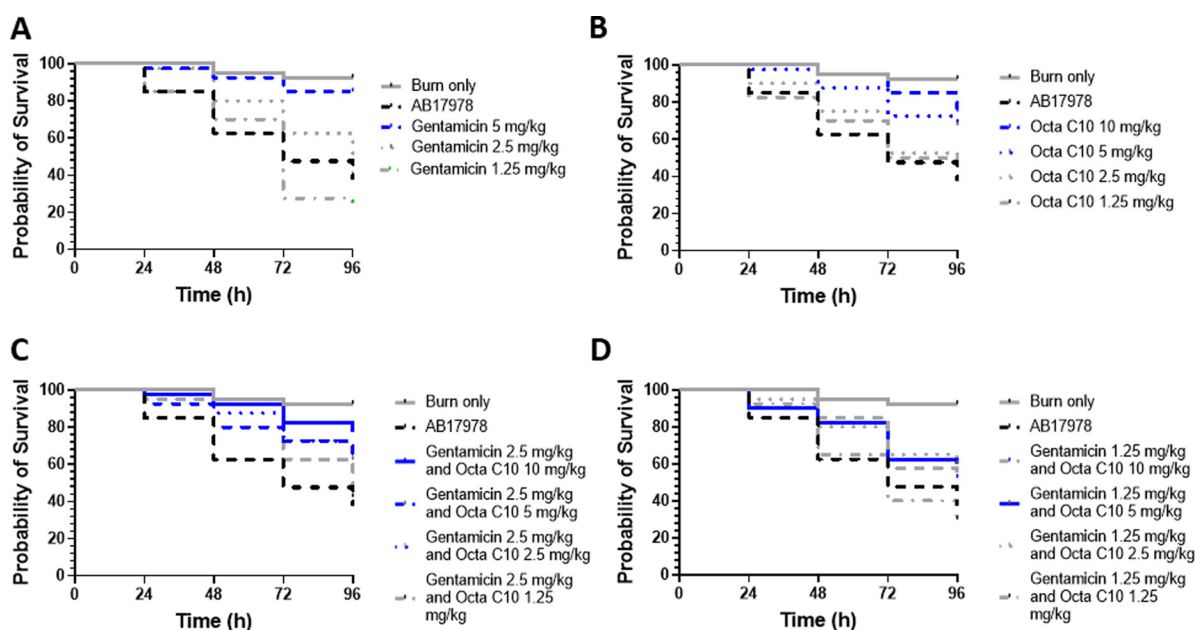 A
Probability of Survival
100
80
60
40
20
0
0 24 48 72 96
Time (h)
Burn only
AB17978
Gentamicin 5 mg/kg
Gentamicin 2.5 mg/kg
Gentamicin 1.25 mg/kg
B
Probability of Survival
100
80
60
40
20
0
0 24 48 72 96
Time (h)
Burn only
AB17978
Octa C10 10 mg/kg
Octa C10 5 mg/kg
Octa C10 2.5 mg/kg
Octa C10 1.25 mg/kg
C
Probability of Survival
100
80
60
40
20
0
0 24 48 72 96
Time (h)
Burn only
AB17978
Gentamicin 2.5 mg/kg
and Octa C10 10 mg/kg
Gentamicin 2.5 mg/kg
and Octa C10 5 mg/kg
Gentamicin 2.5 mg/kg
and Octa C10 2.5 mg/kg
Gentamicin 2.5 mg/kg
and Octa C10 1.25
mg/kg
D
Probability of Survival
100
80
60
40
20
0
0 24 48 72 96
Time (h)
Burn only
AB17978
Gentamicin 1.25 mg/kg
and Octa C10 10 mg/kg
Gentamicin 1.25 mg/kg
and Octa C10 5 mg/kg
Gentamicin 1.25 mg/kg
and Octa C10 2.5 mg/kg
Gentamicin 1.25 mg/kg
and Octa C10 1.25
mg/kg